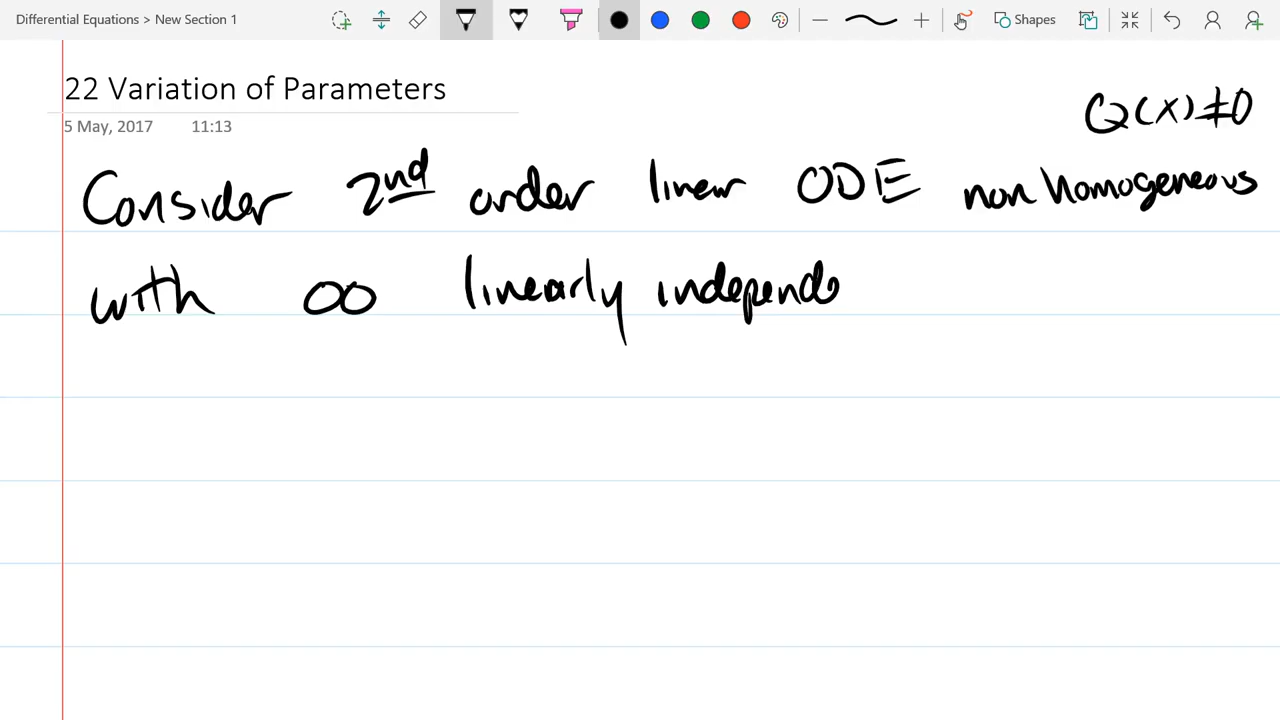 Differential Equations > New Section 1
Shapes
22 Variation of Parameters
5 May, 2017 11:13
Q(x)≠0
Consider 2nd order linear ODE non homogeneous
with ∞ linearly independe